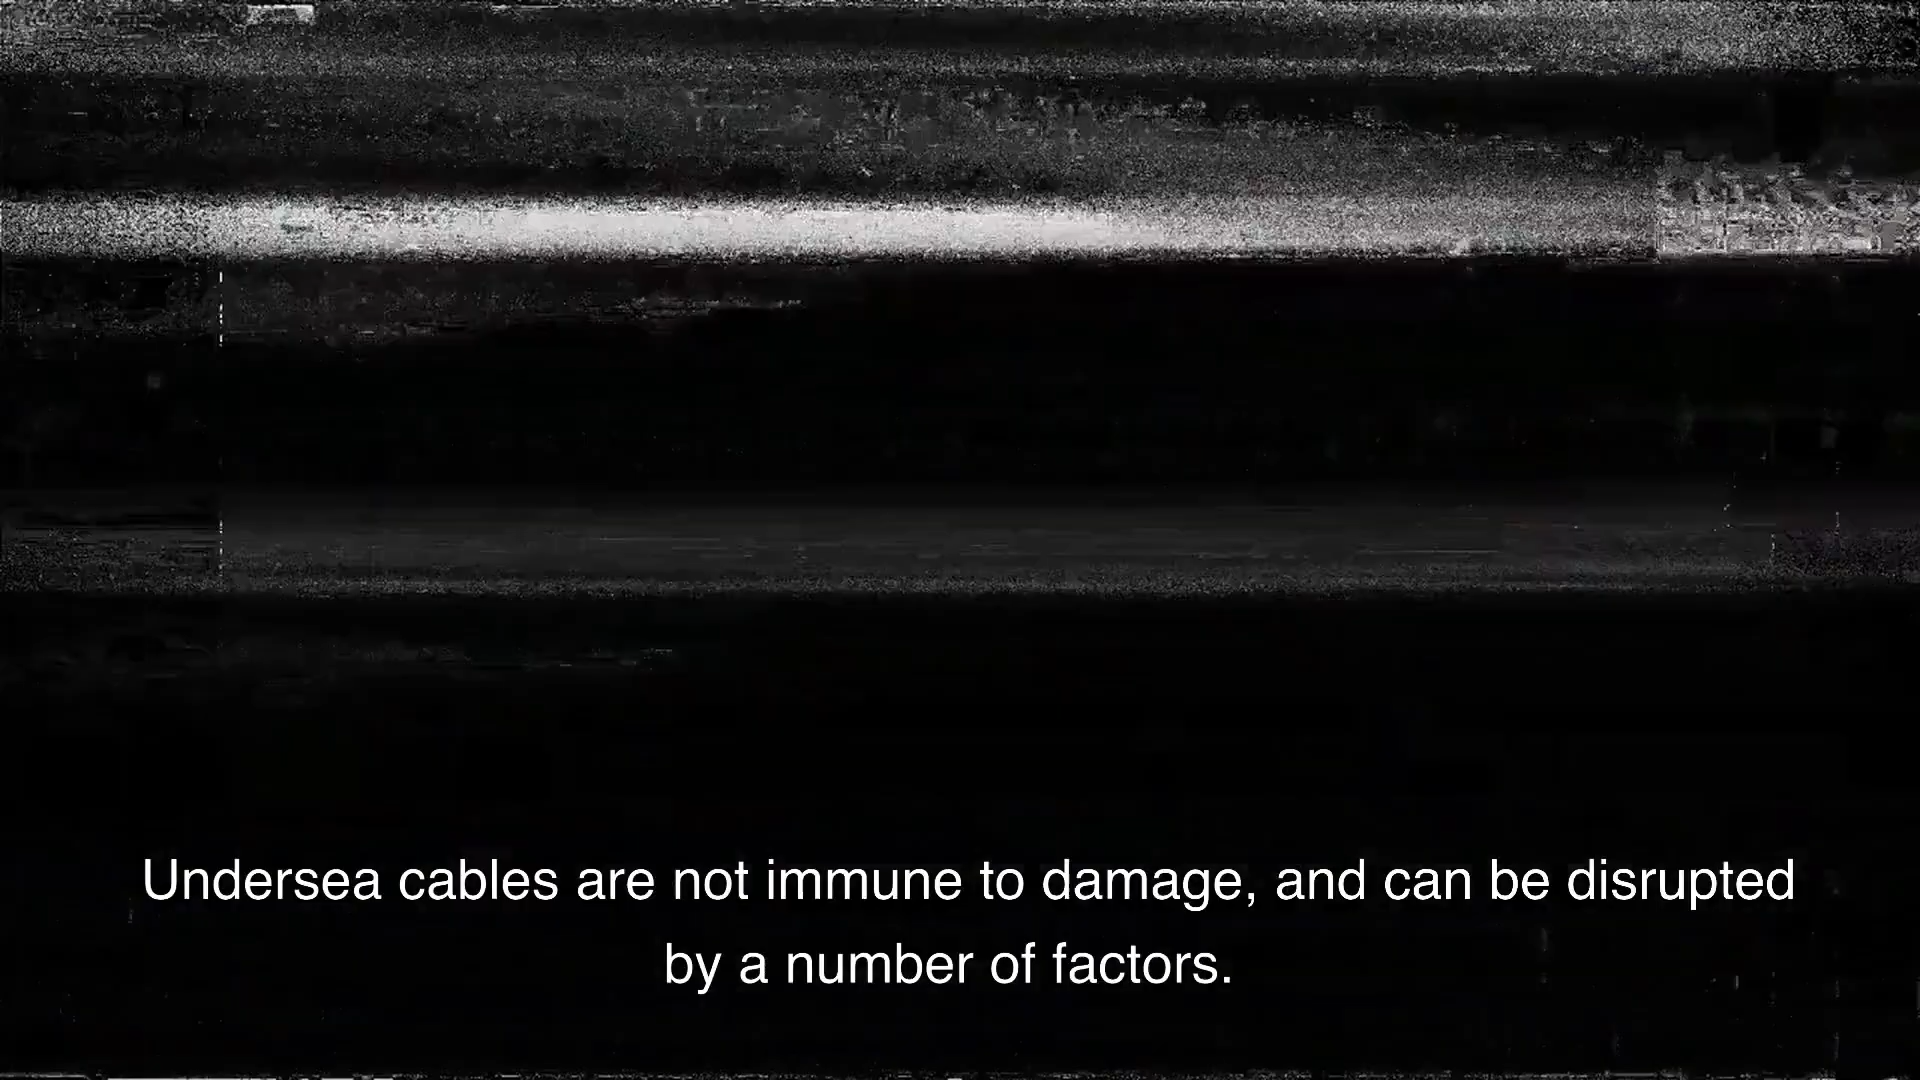 Undersea cables are not immune to damage, and can be disrupted
by a number of factors.